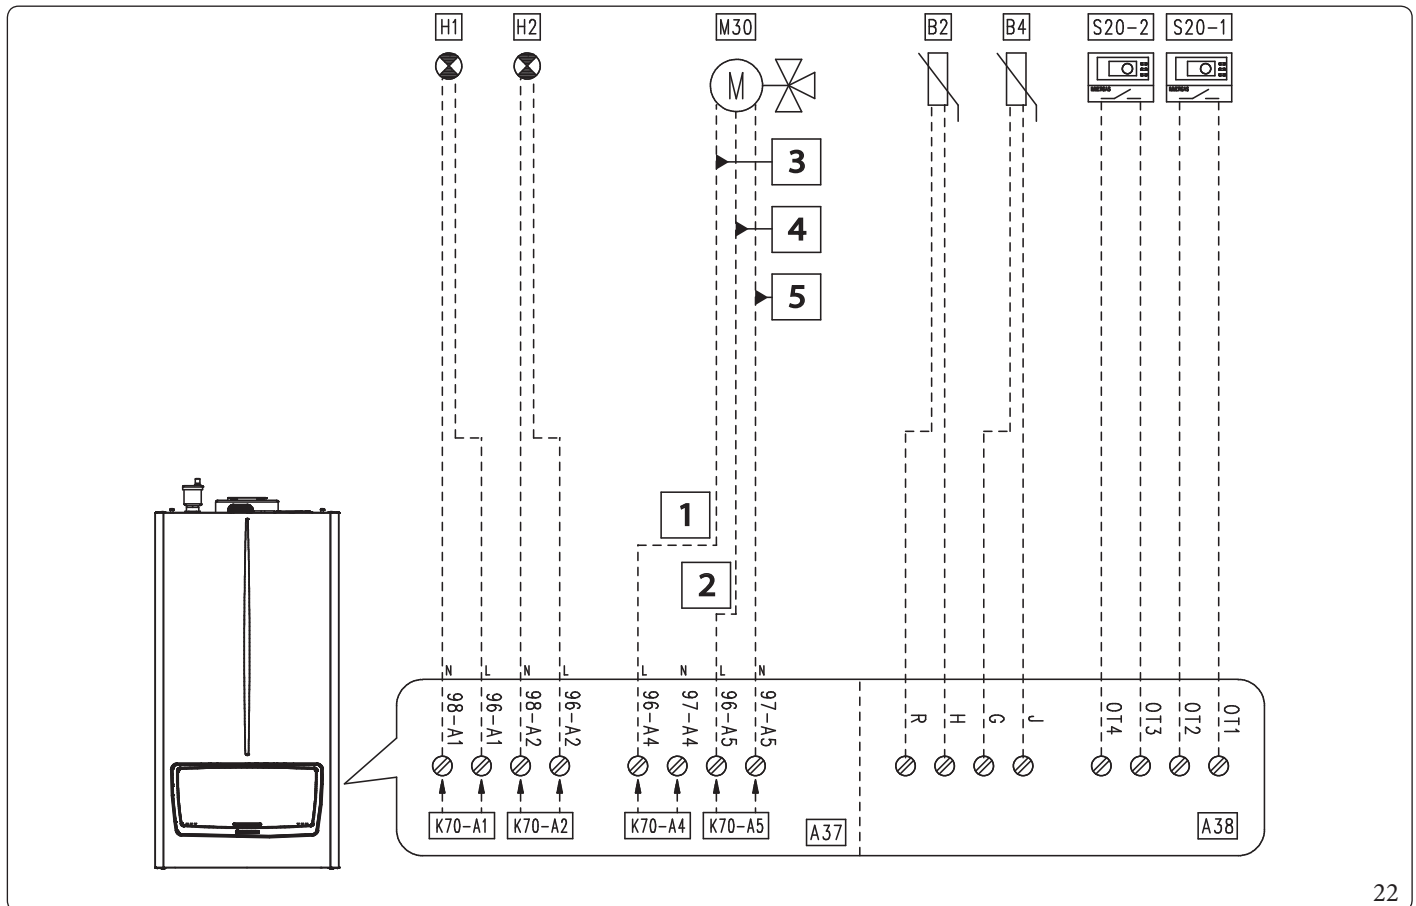 H1 H2 M30 B2 B4 S20-2 S20-1
M
3
4
5
1
2
N L N L L N L N
98-A1 96-A1 98-A2 96-A2 96-A4 97-A4 96-A5 97-A5 R H G J OT4 OT3 OT2 OT1
K70-A1 K70-A2 K70-A4 K70-A5 A37 A38
22